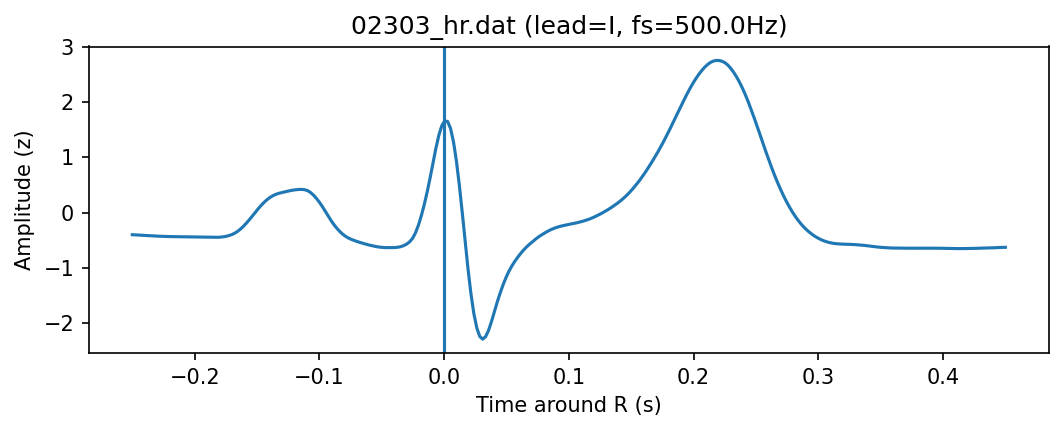 02303_hr.dat (lead=I, fs=500.0Hz)
Amplitude (z)
3
2
1
0
−1
−2
−0.2 −0.1 0.0 0.1 0.2 0.3 0.4
Time around R (s)